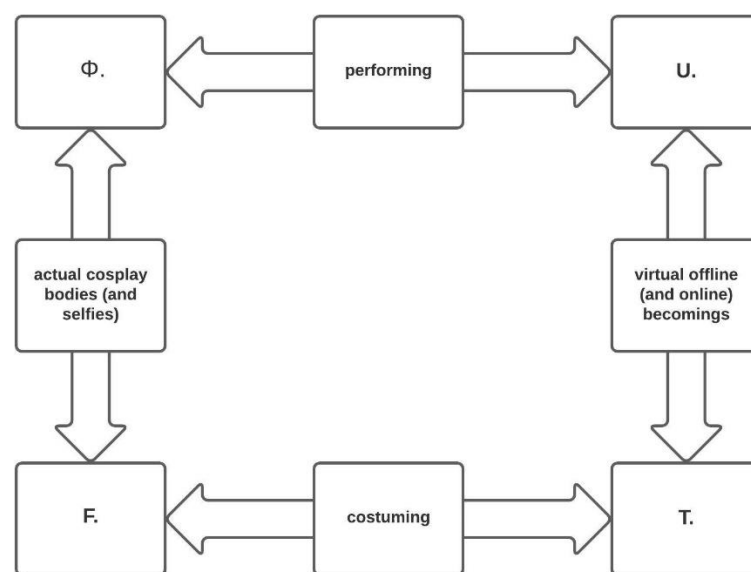 Φ.
performing
U.
actual cosplay
bodies (and
selfies)
virtual offline
(and online)
becomings
F.
costuming
T.